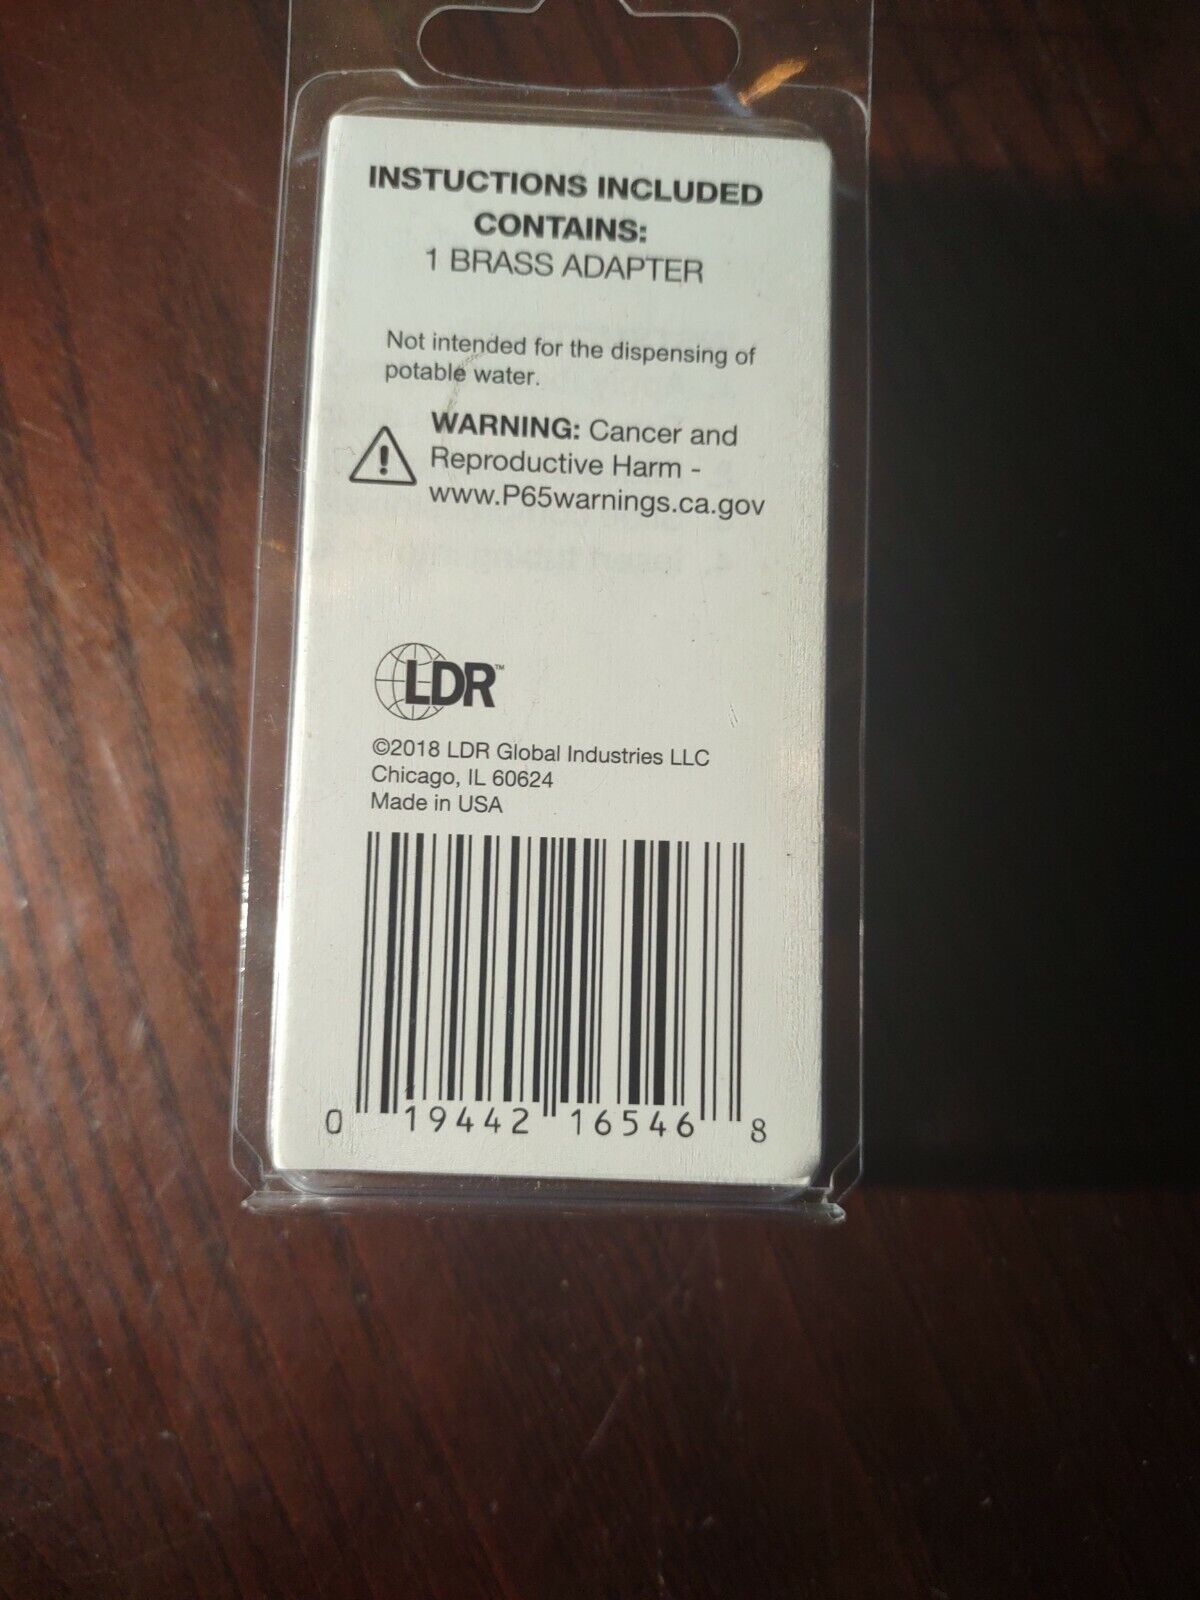 INSTUCTIONS INCLUDED
CONTAINS:
1 BRASS ADAPTER
Not intended for the dispensing of
potable water.
WARNING: Cancer and
Reproductive Harm -
www.P65warnings.ca.gov
LDR™
©2018 LDR Global Industries LLC
Chicago, IL 60624
Made in USA
0 19442 16546 8